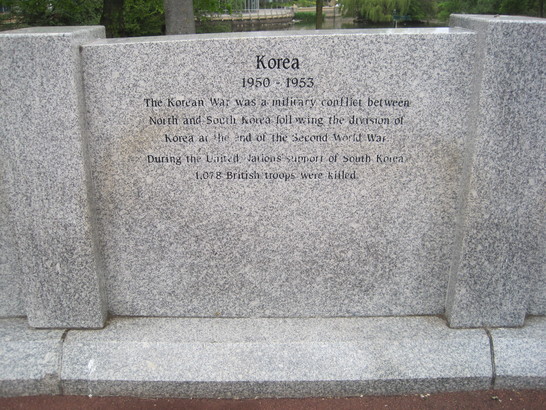 Korea
1950 - 1953
The Korean War was a military conflict between
North and South Korea following the division of
Korea at the end of the Second World War.
During the United Nations support of South Korea
1,078 British troops were killed.